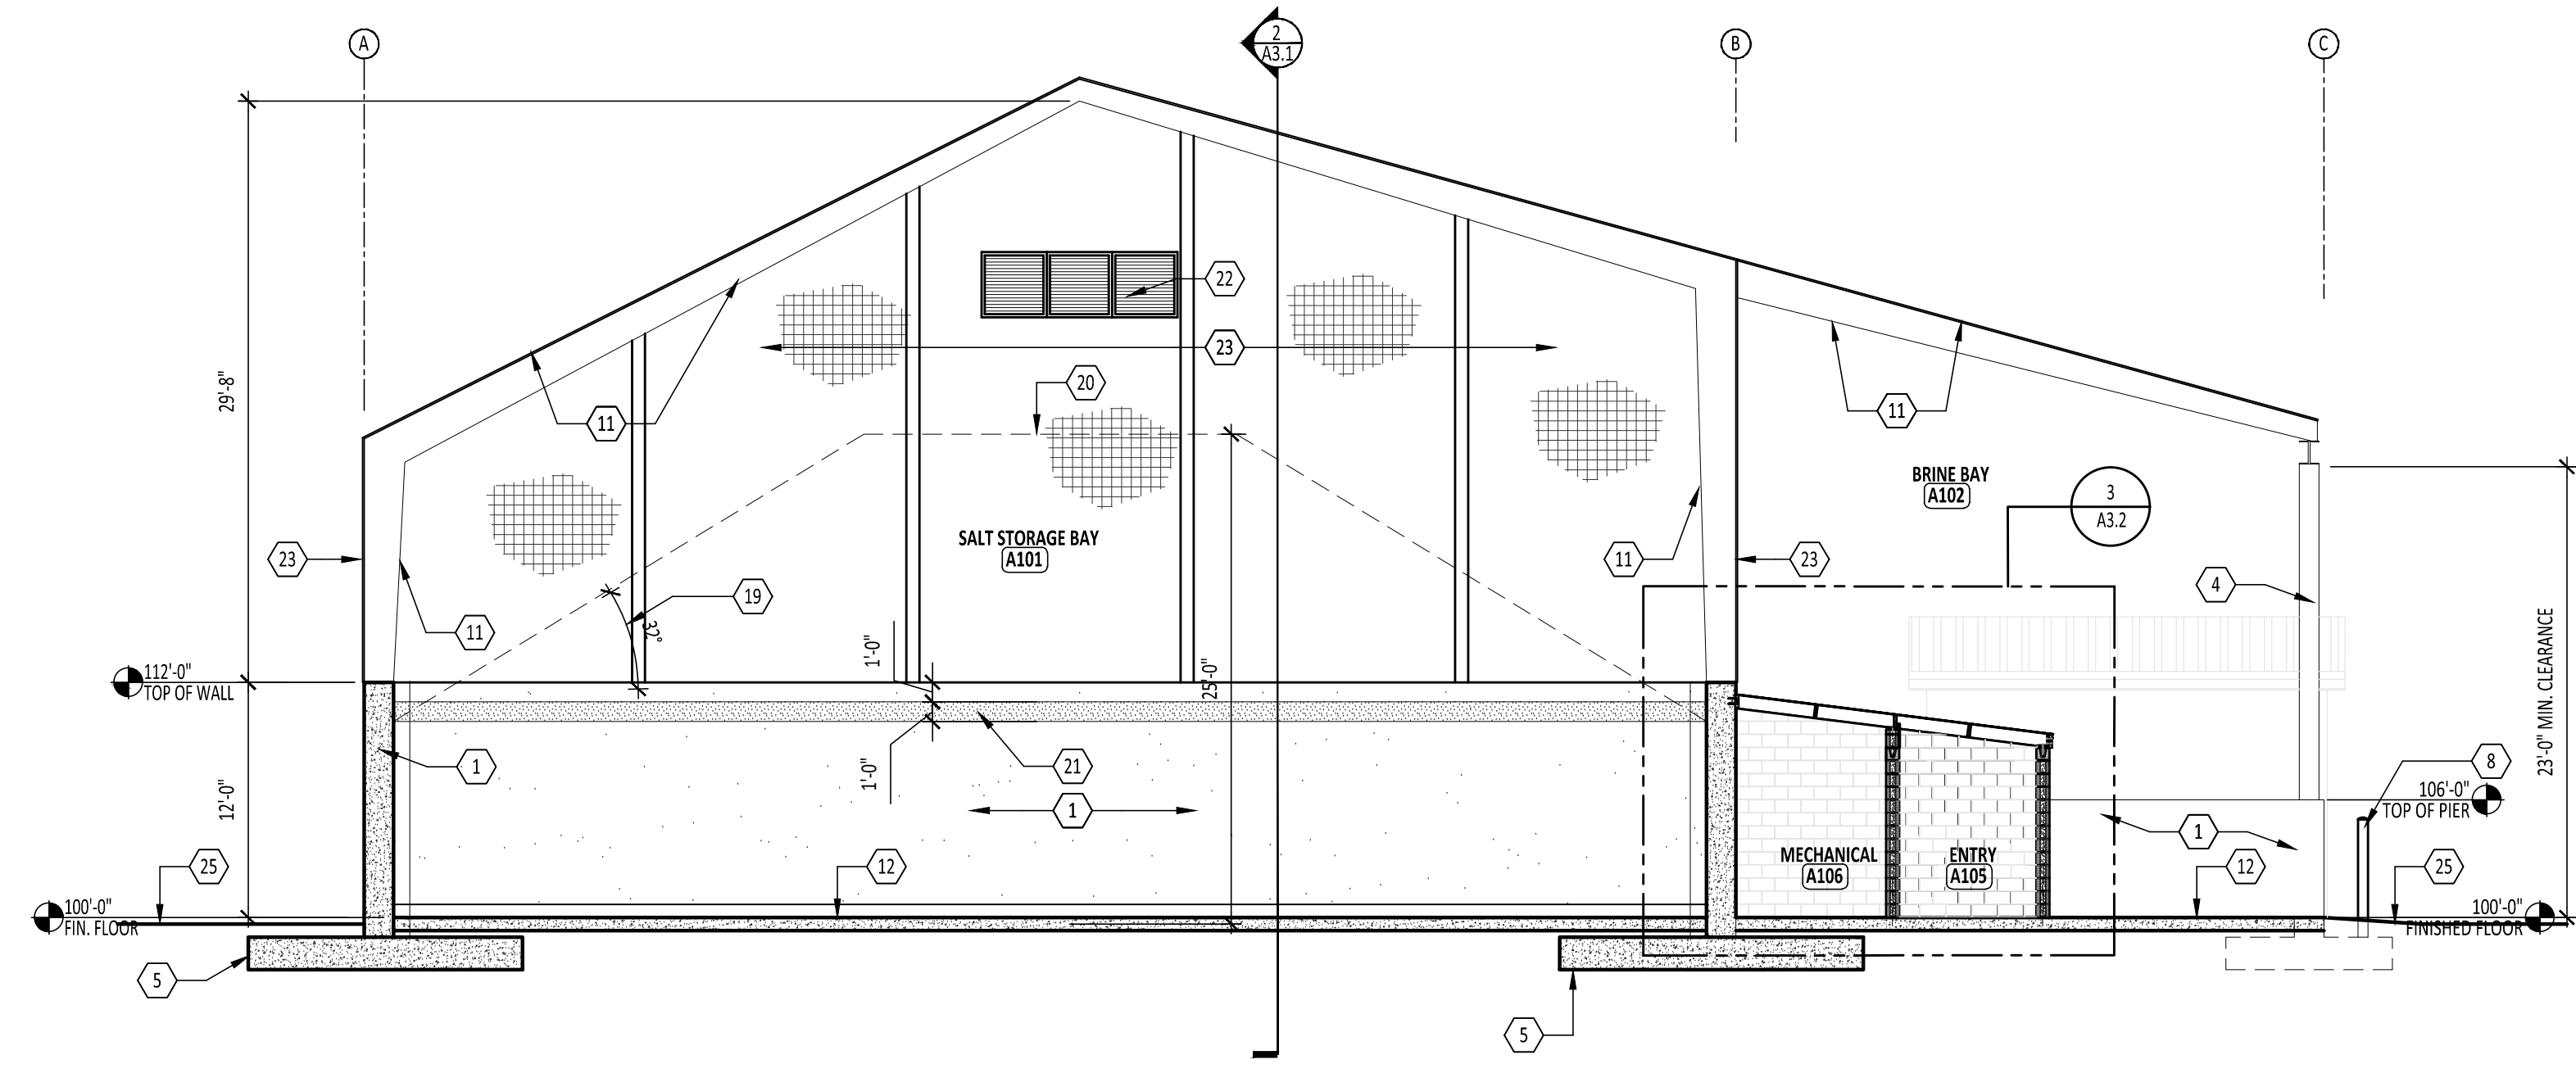 A
2
A3.1
B
C
22
23
20
29'-8"
11
11
BRINE BAY
A102
3
A3.2
SALT STORAGE BAY
A101
23
11
23
4
19
32°
11
1'-0"
25'-0"
23'-0" MIN. CLEARANCE
112'-0"
TOP OF WALL
1
21
1'-0"
8
12'-0"
106'-0"
TOP OF PIER
1
1
25
12
MECHANICAL
A106
ENTRY
A105
12
25
100'-0"
FIN. FLOOR
100'-0"
FINISHED FLOOR
5
5